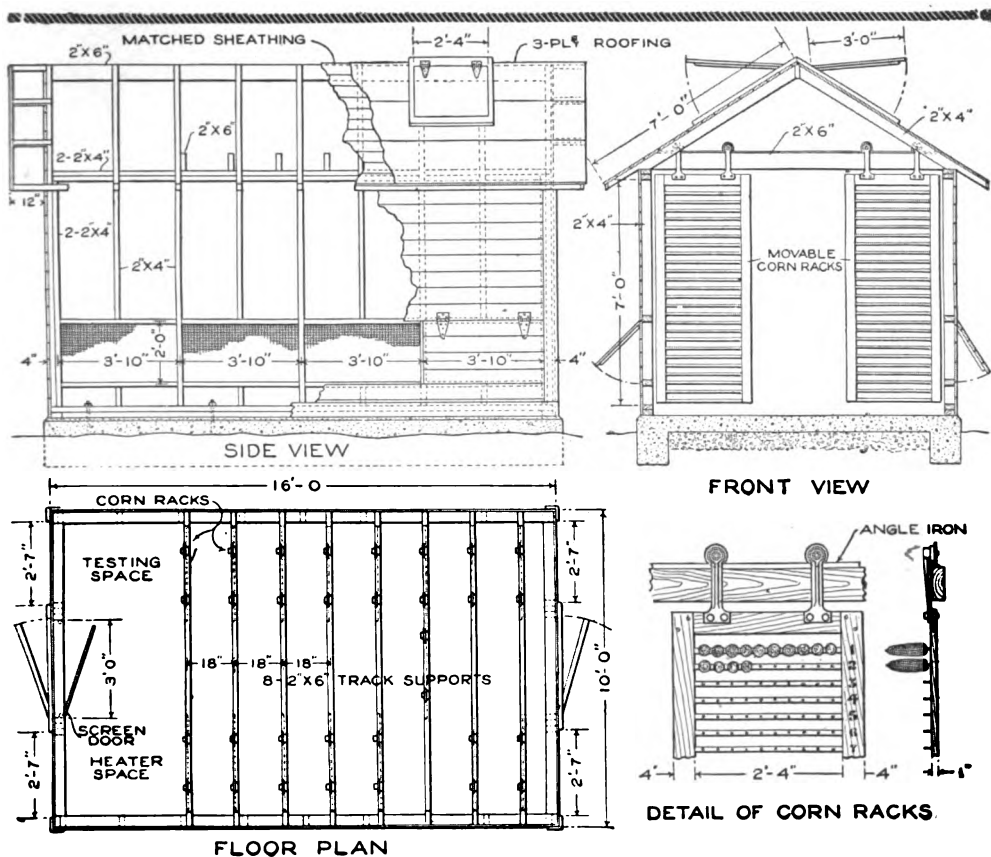 MATCHED SHEATHING
2'-4"
3-PLY ROOFING
2"X6"
3'-0"
7'-0"
2"X4"
2"X6"
2"X6"
2-2"X4"
12"
2-2"X4"
2"X4"
2"X4"
MOVABLE
CORN RACKS
7'-0"
2'-0"
4"
3'-10"
3'-10"
3'-10"
3'-10"
4"
SIDE VIEW
FRONT VIEW
16'-0
CORN RACKS
ANGLE IRON
TESTING
SPACE
2'-7"
2'-7"
3'0"
18"
18"
18"
8-2"X6" TRACK SUPPORTS
10'-0"
SCREEN
DOOR
HEATER
SPACE
2'-7"
2'-7"
4'
2'-4"
4"
1"
DETAIL OF CORN RACKS
FLOOR PLAN